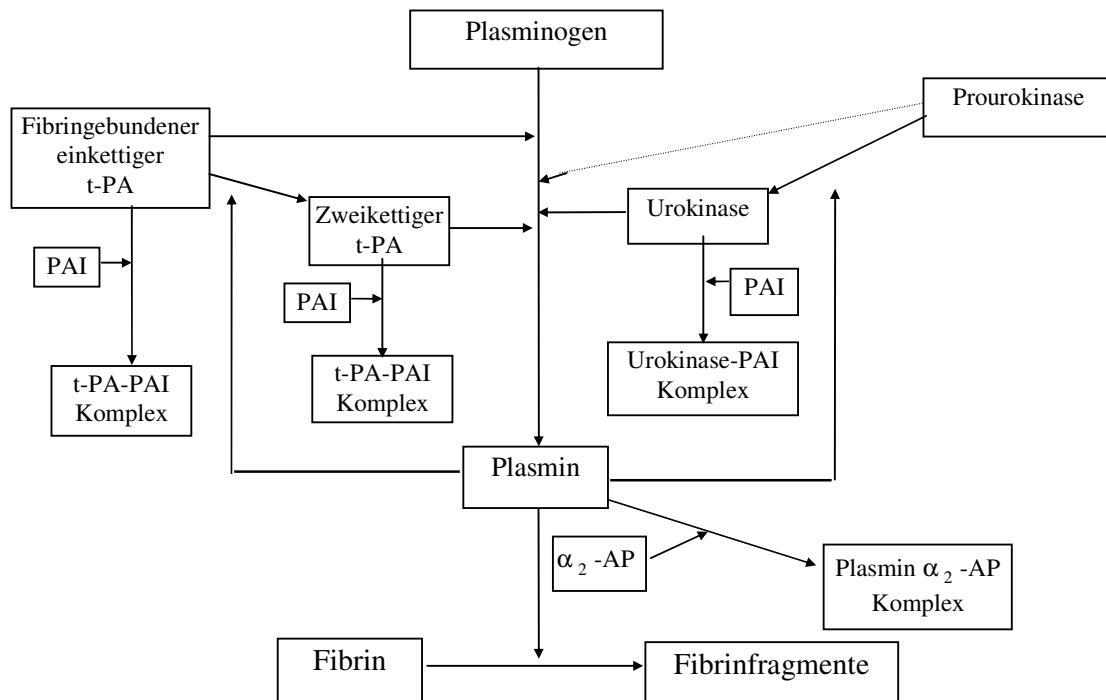 Plasminogen
Prourokinase
Fibringebundener
einkettiger
t-PA
Zweikettiger
t-PA
Urokinase
PAI
PAI
PAI
t-PA-PAI
Komplex
t-PA-PAI
Komplex
Urokinase-PAI
Komplex
Plasmin
α₂ -AP
Plasmin α₂ -AP
Komplex
Fibrin
Fibrinfragmente